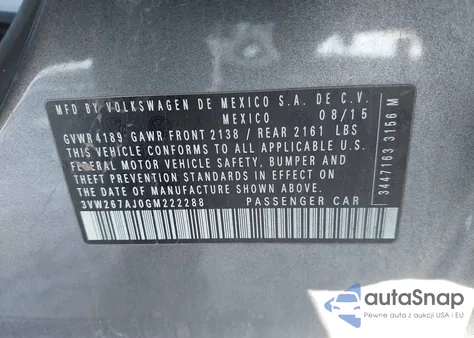 MFD BY VOLKSWAGEN DE MEXICO S.A. DE C.V.
MEXICO 08/15
GVWR 4189 GAWR FRONT 2138 / REAR 2161 LBS
THIS VEHICLE CONFORMS TO ALL APPLICABLE
FEDERAL MOTOR VEHICLE SAFETY, BUMPER AND
THEFT PREVENTION STANDARDS IN EFFECT ON
THE DATE OF MANUFACTURE SHOWN ABOVE
3VW267AJ0GM222288 PASSENGER CAR
3447163 3156 M
autoSnap
Pewne auta z aukcji USA i EU